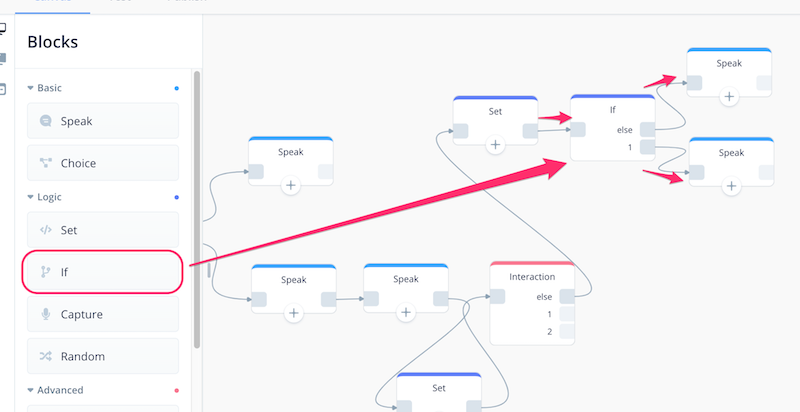 Blocks
Basic
Speak
Choice
Logic
Set
If
Capture
Random
Advanced
Speak
Set
If
else
1
Speak
Speak
Speak
Speak
Interaction
else
1
2
Set